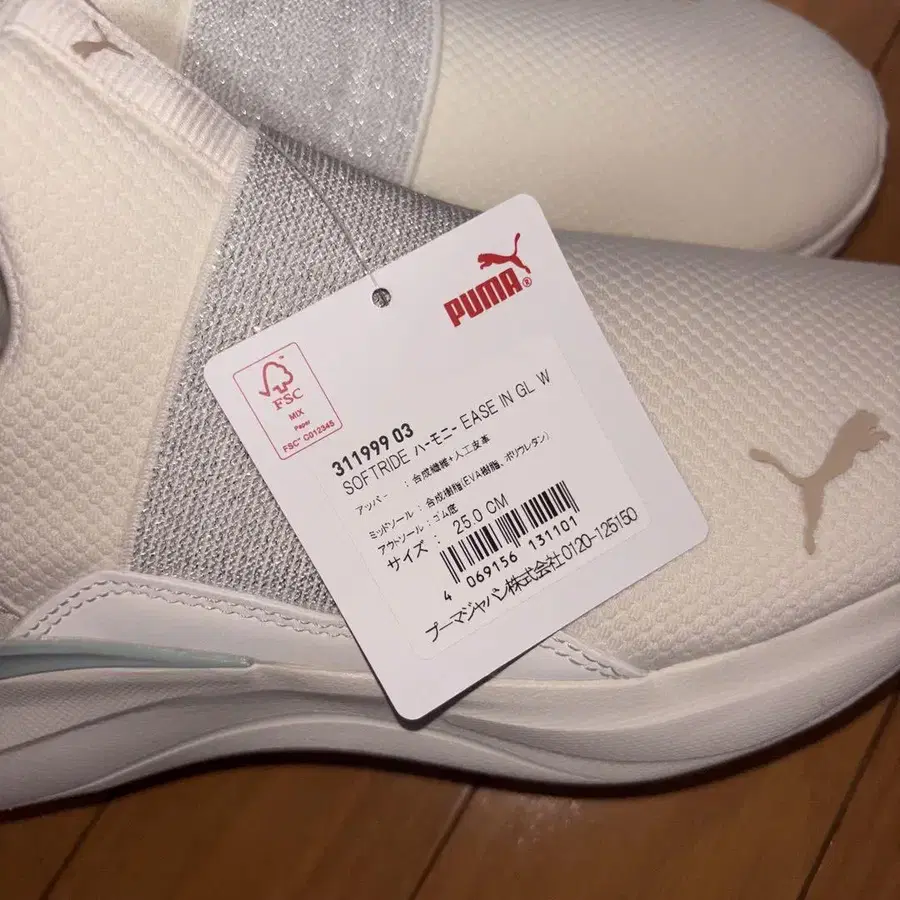 PUMA®
FSC
MIX
Paper
FSC® C012345
311999 03
SOFTRIDE ハーモニー EASE IN GL W
アッパー : 合成繊維+人工皮革
ミッドソール : 合成樹脂(EVA樹脂、ポリウレタン)
アウトソール : ゴム底
サイズ : 25.0 CM
4 069156 131101
プーマジャパン株式会社 0120-125150